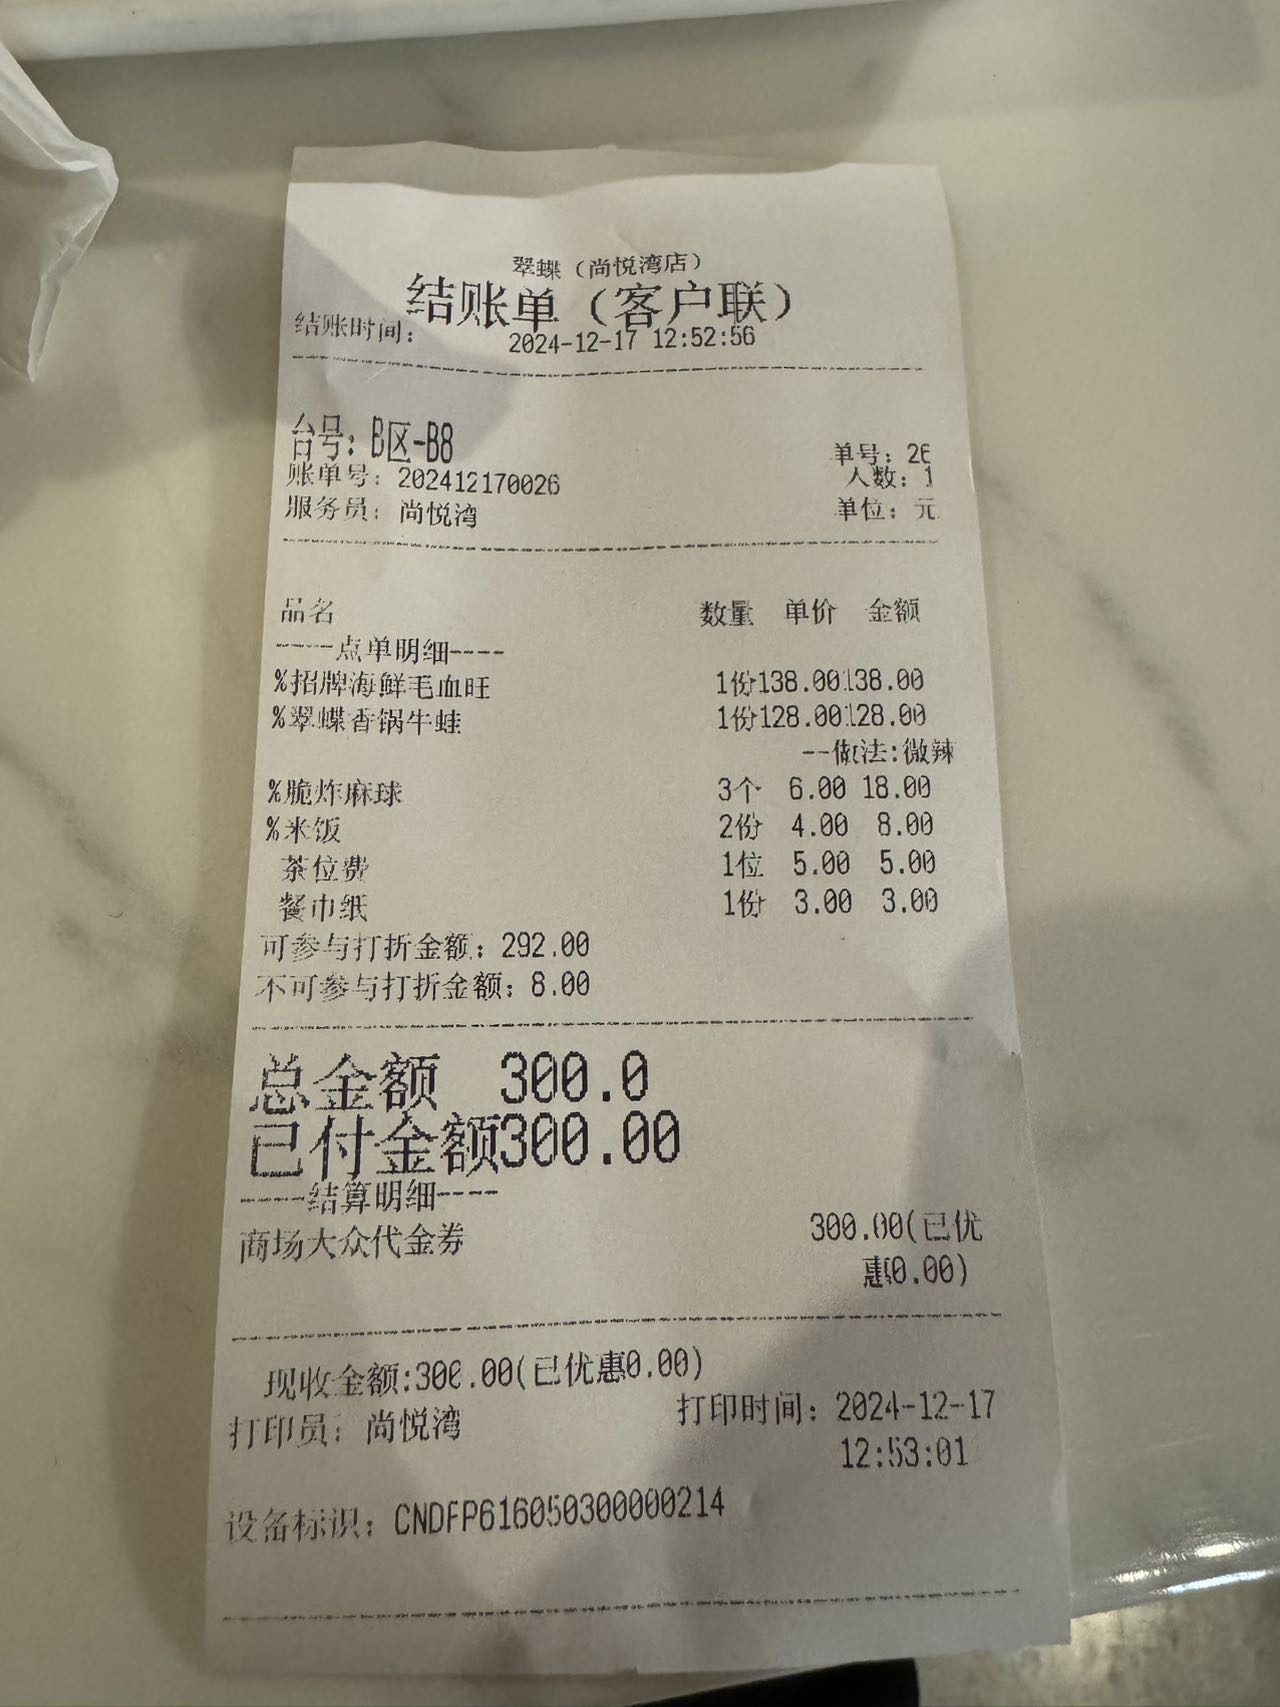 翠蝶（尚悦湾店）
结账单（客户联）
结账时间： 2024-12-17 12:52:56
台号：B区-B8
单号：26
账单号：202412170026
人数：1
服务员：尚悦湾
单位：元
品名 数量 单价 金额
----点单明细----
%招牌海鲜毛血旺 1份138.00138.00
%翠蝶香锅牛蛙 1份128.00128.00
--做法:微辣
%脆炸麻球 3个 6.00 18.00
%米饭 2份 4.00 8.00
茶位费 1位 5.00 5.00
餐巾纸 1份 3.00 3.00
可参与打折金额：292.00
不可参与打折金额：8.00
总金额 300.0
已付金额300.00
----结算明细----
商场大众代金券 300.00(已优
惠0.00)
现收金额:300.00(已优惠0.00)
打印员：尚悦湾 打印时间：2024-12-17
12:53:01
设备标识：CNDFP616050300000214